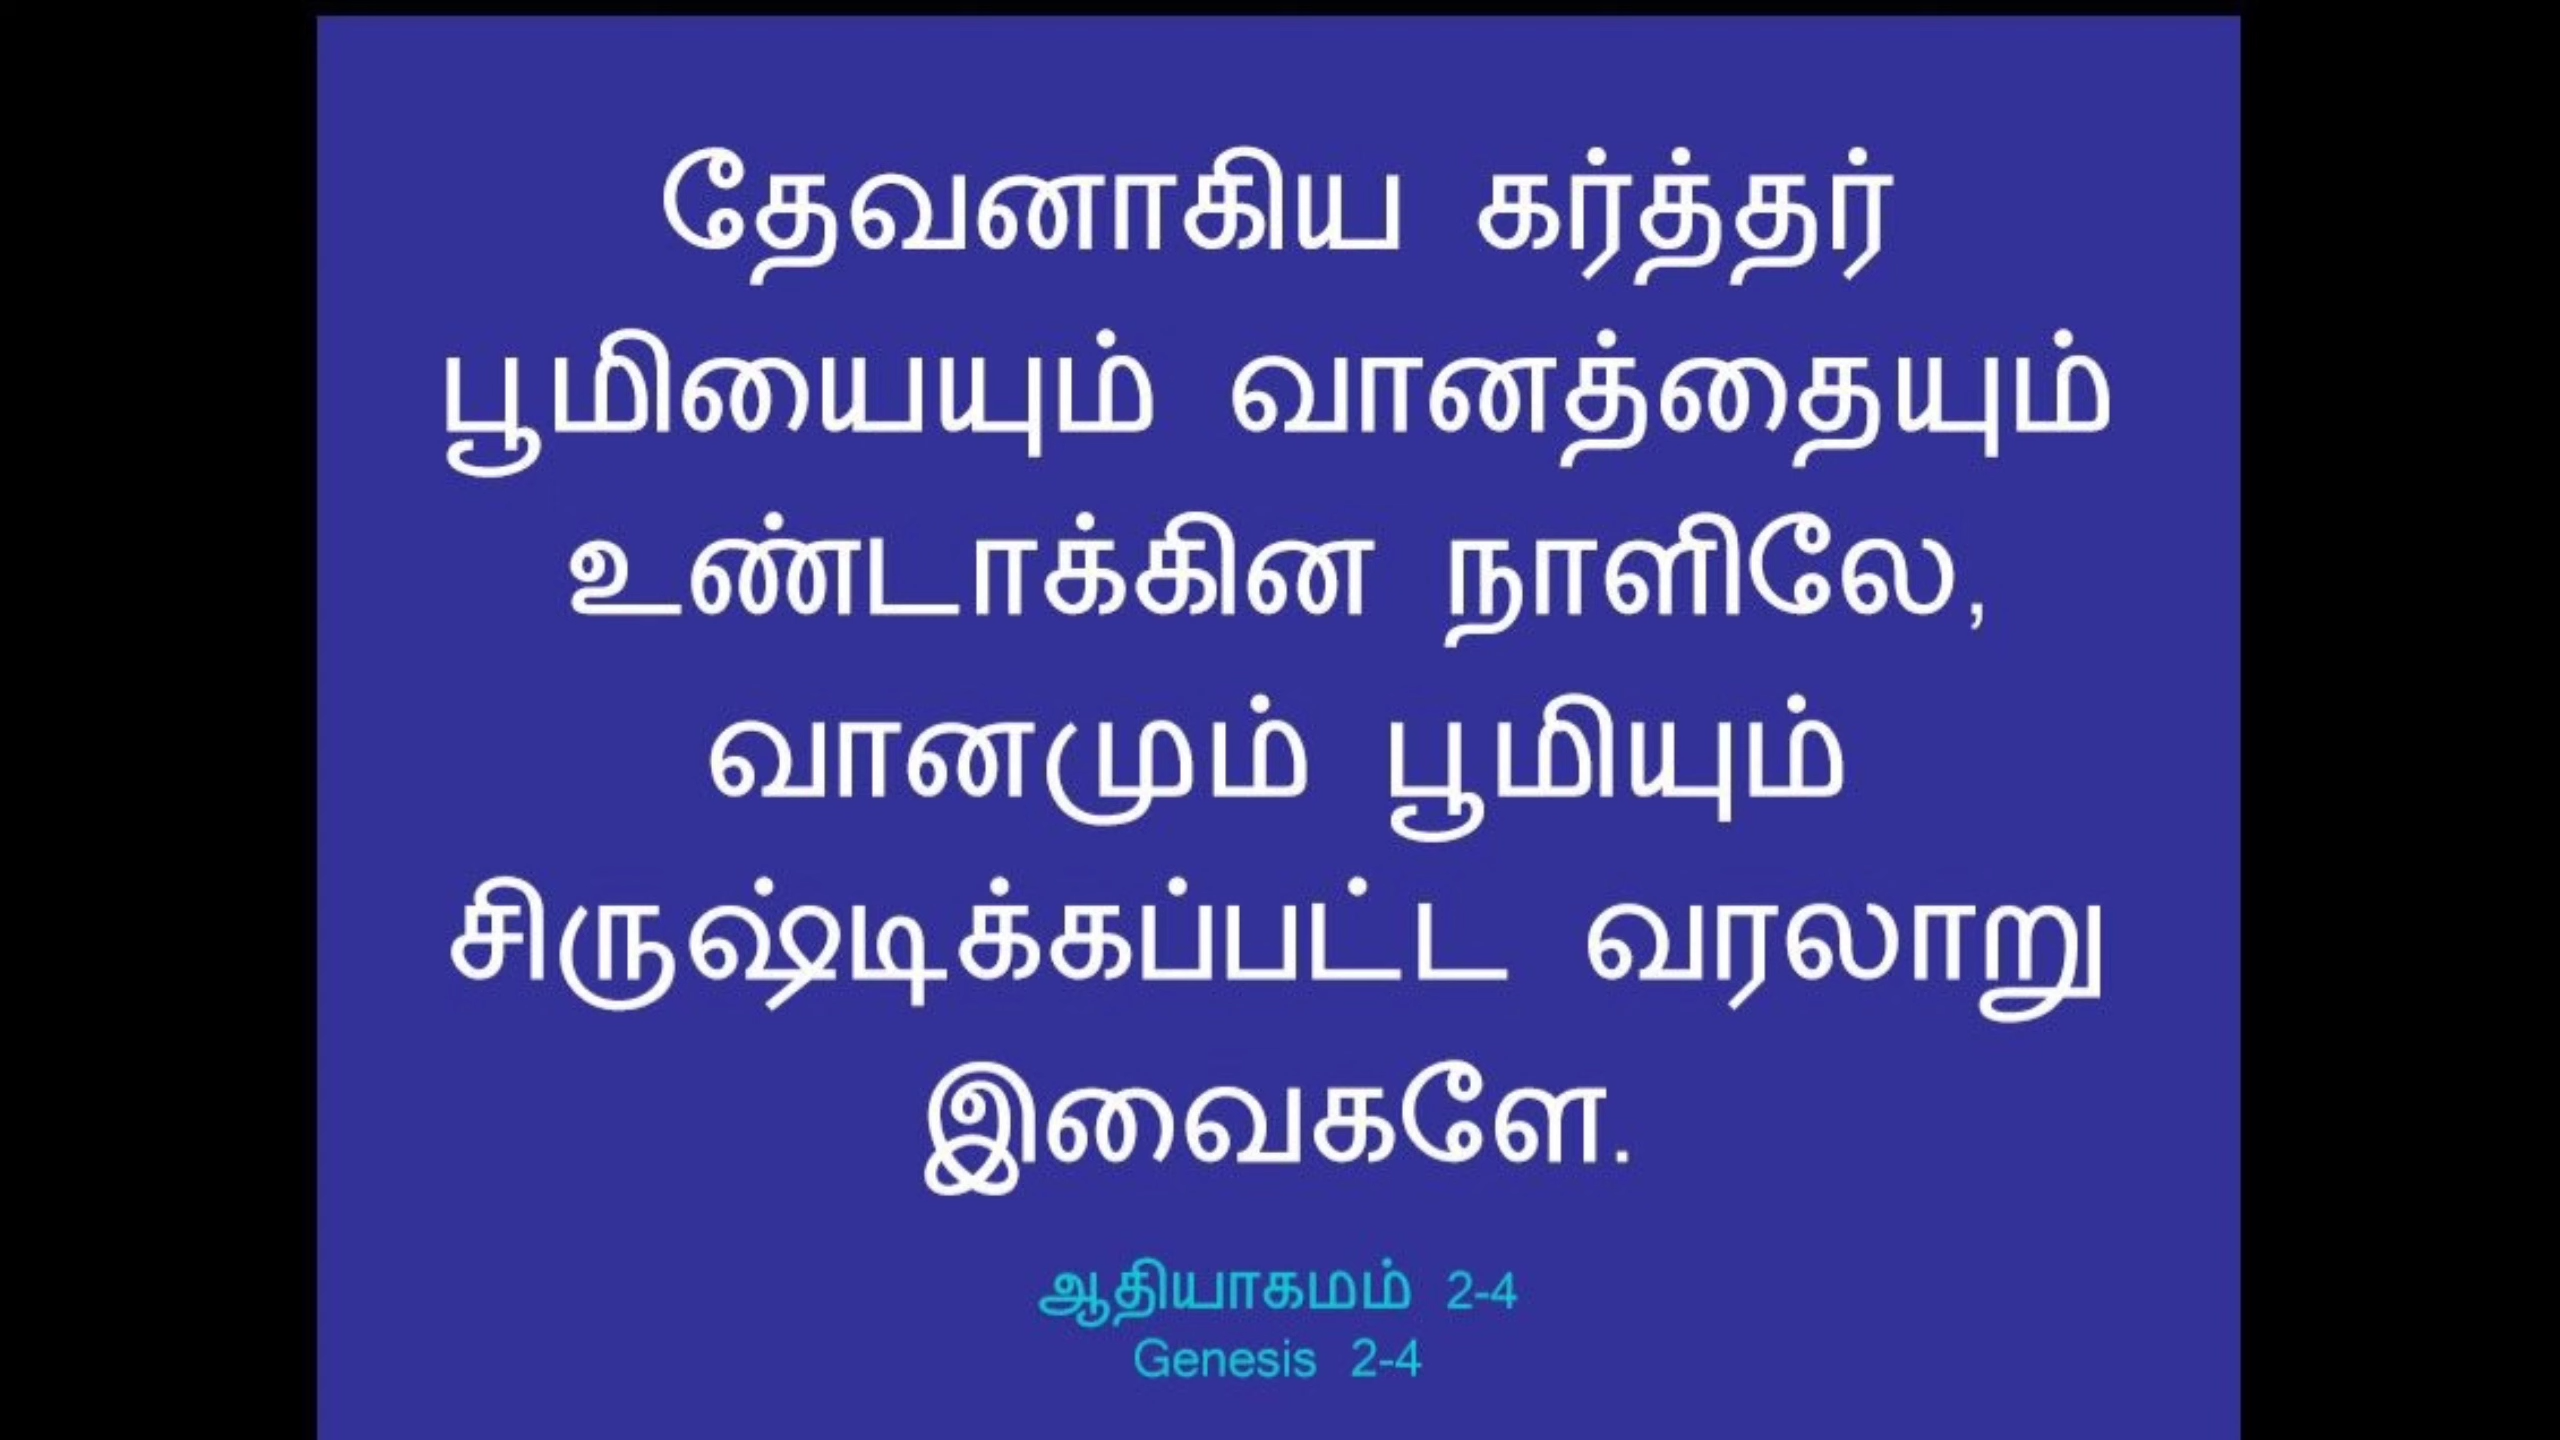 தேவனாகிய கர்த்தர்
பூமியையும் வானத்தையும்
உண்டாக்கின நாளிலே,
வானமும் பூமியும்
சிருஷ்டிக்கப்பட்ட வரலாறு
இவைகளே.
ஆதியாகமம் 2-4
Genesis 2-4